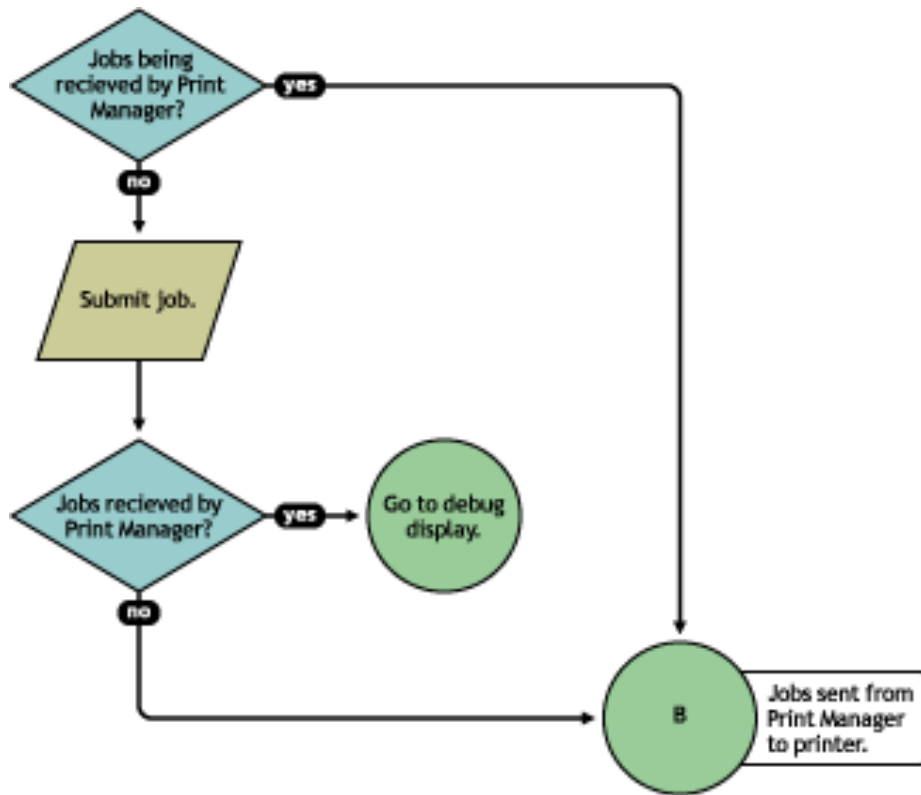 Jobs being
recieved by Print
Manager?
yes
no
Submit job.
Jobs recieved by
Print Manager?
yes
Go to debug
display.
no
B
Jobs sent from
Print Manager
to printer.